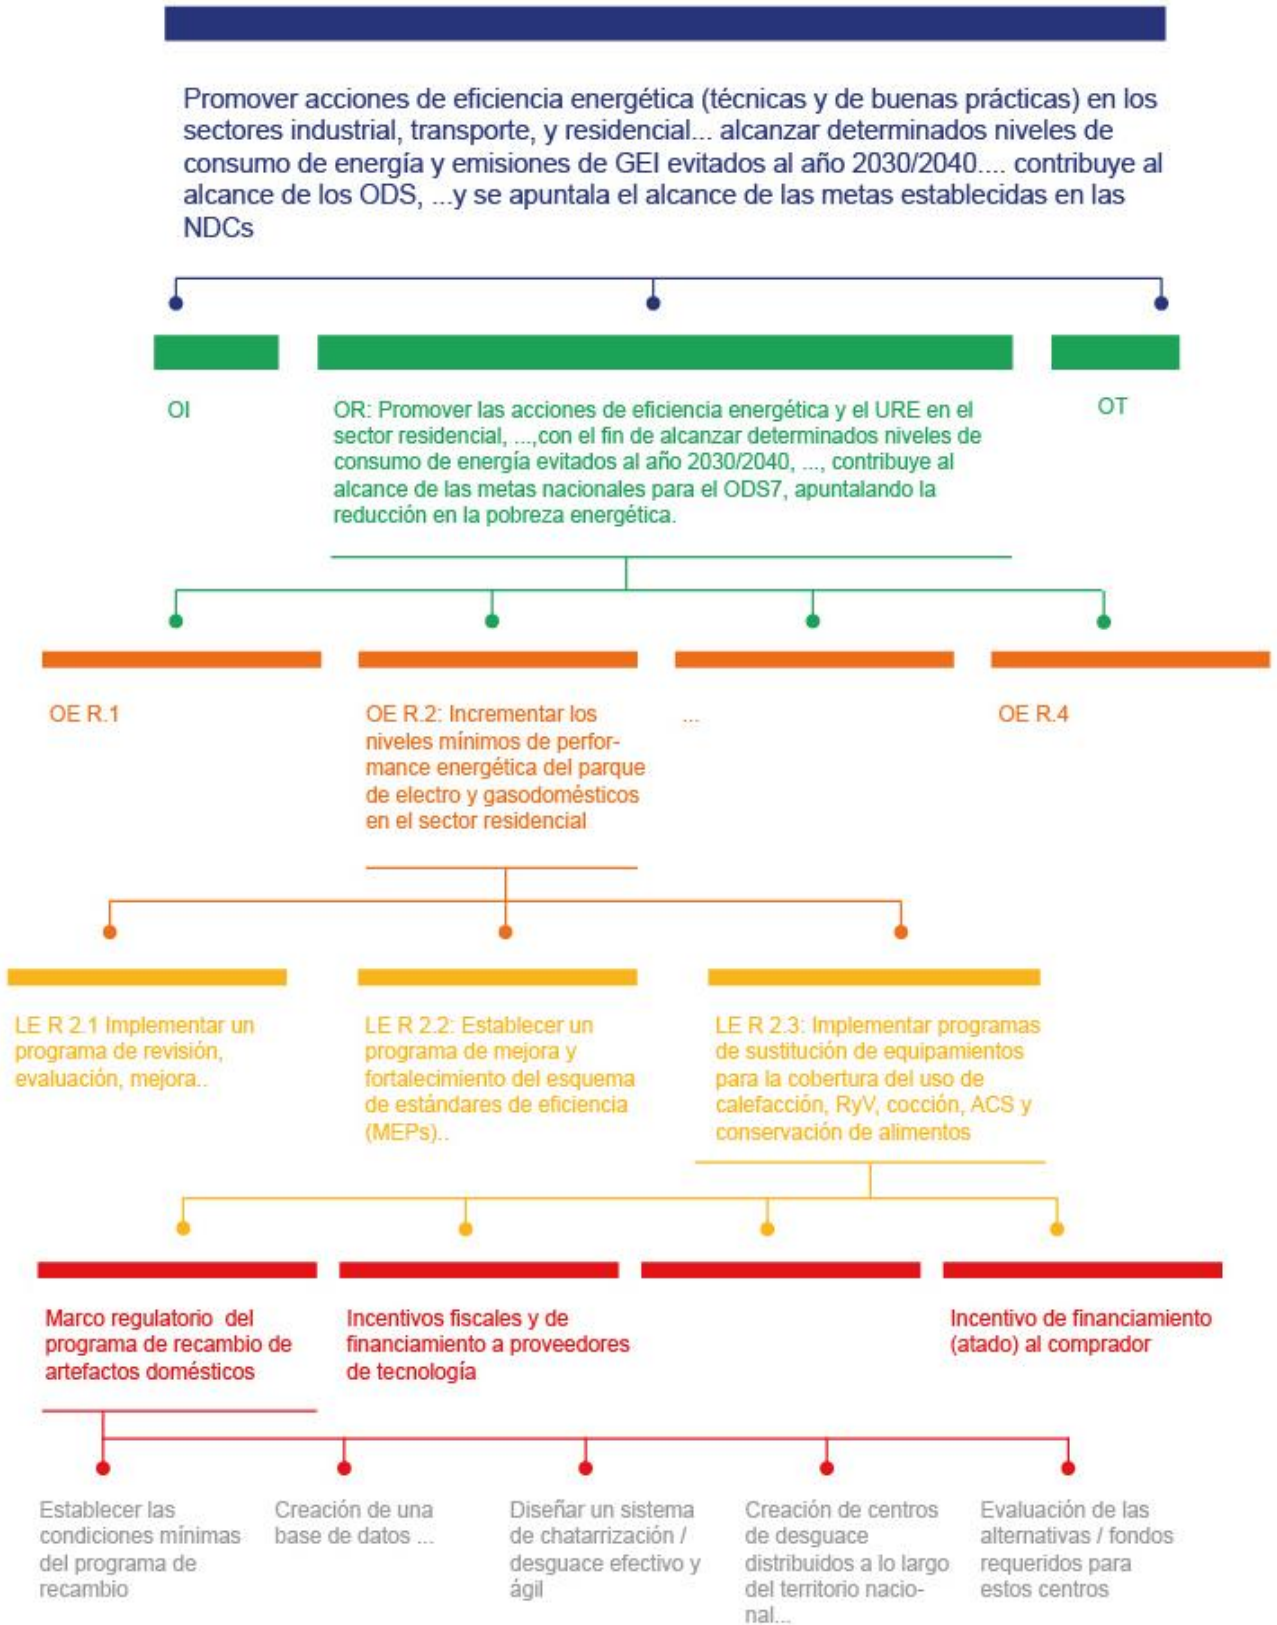 Promover acciones de eficiencia energética (técnicas y de buenas prácticas) en los
sectores industrial, transporte, y residencial... alcanzar determinados niveles de
consumo de energía y emisiones de GEI evitados al año 2030/2040.... contribuye al
alcance de los ODS, ...y se apuntala el alcance de las metas establecidas en las
NDCs
OI
OR: Promover las acciones de eficiencia energética y el URE en el
sector residencial, ...,con el fin de alcanzar determinados niveles de
consumo de energía evitados al año 2030/2040, ..., contribuye al
alcance de las metas nacionales para el ODS7, apuntalando la
reducción en la pobreza energética.
OT
OE R.1
OE R.2: Incrementar los
niveles mínimos de perfor-
mance energética del parque
de electro y gasodomésticos
en el sector residencial
...
OE R.4
LE R 2.1 Implementar un
programa de revisión,
evaluación, mejora..
LE R 2.2: Establecer un
programa de mejora y
fortalecimiento del esquema
de estándares de eficiencia
(MEPs)..
LE R 2.3: Implementar programas
de sustitución de equipamientos
para la cobertura del uso de
calefacción, RyV, cocción, ACS y
conservación de alimentos
Marco regulatorio del
programa de recambio de
artefactos domésticos
Incentivos fiscales y de
financiamiento a proveedores
de tecnología
Incentivo de financiamiento
(atado) al comprador
Establecer las
condiciones mínimas
del programa de
recambio
Creación de una
base de datos ...
Diseñar un sistema
de chatarrización /
desguace efectivo y
ágil
Creación de centros
de desguace
distribuidos a lo largo
del territorio nacio-
nal...
Evaluación de las
alternativas / fondos
requeridos para
estos centros